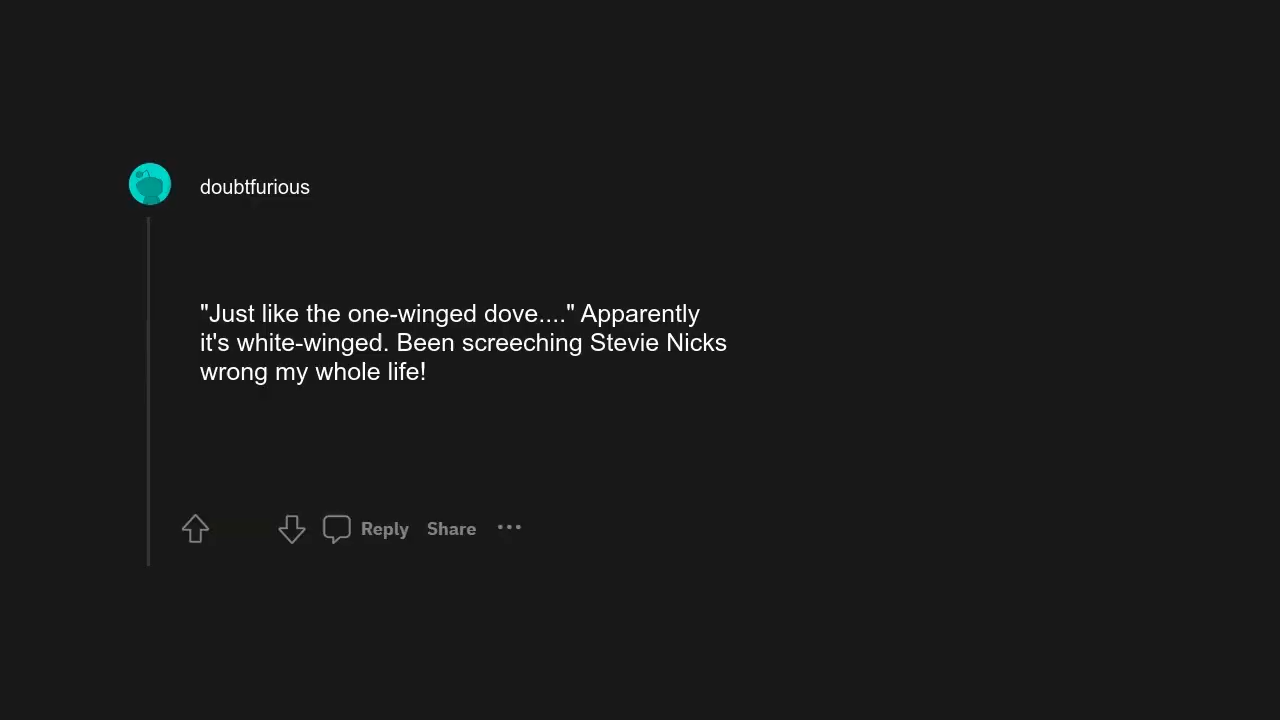 doubtfurious
"Just like the one-winged dove...." Apparently
it's white-winged. Been screeching Stevie Nicks
wrong my whole life!
Reply Share